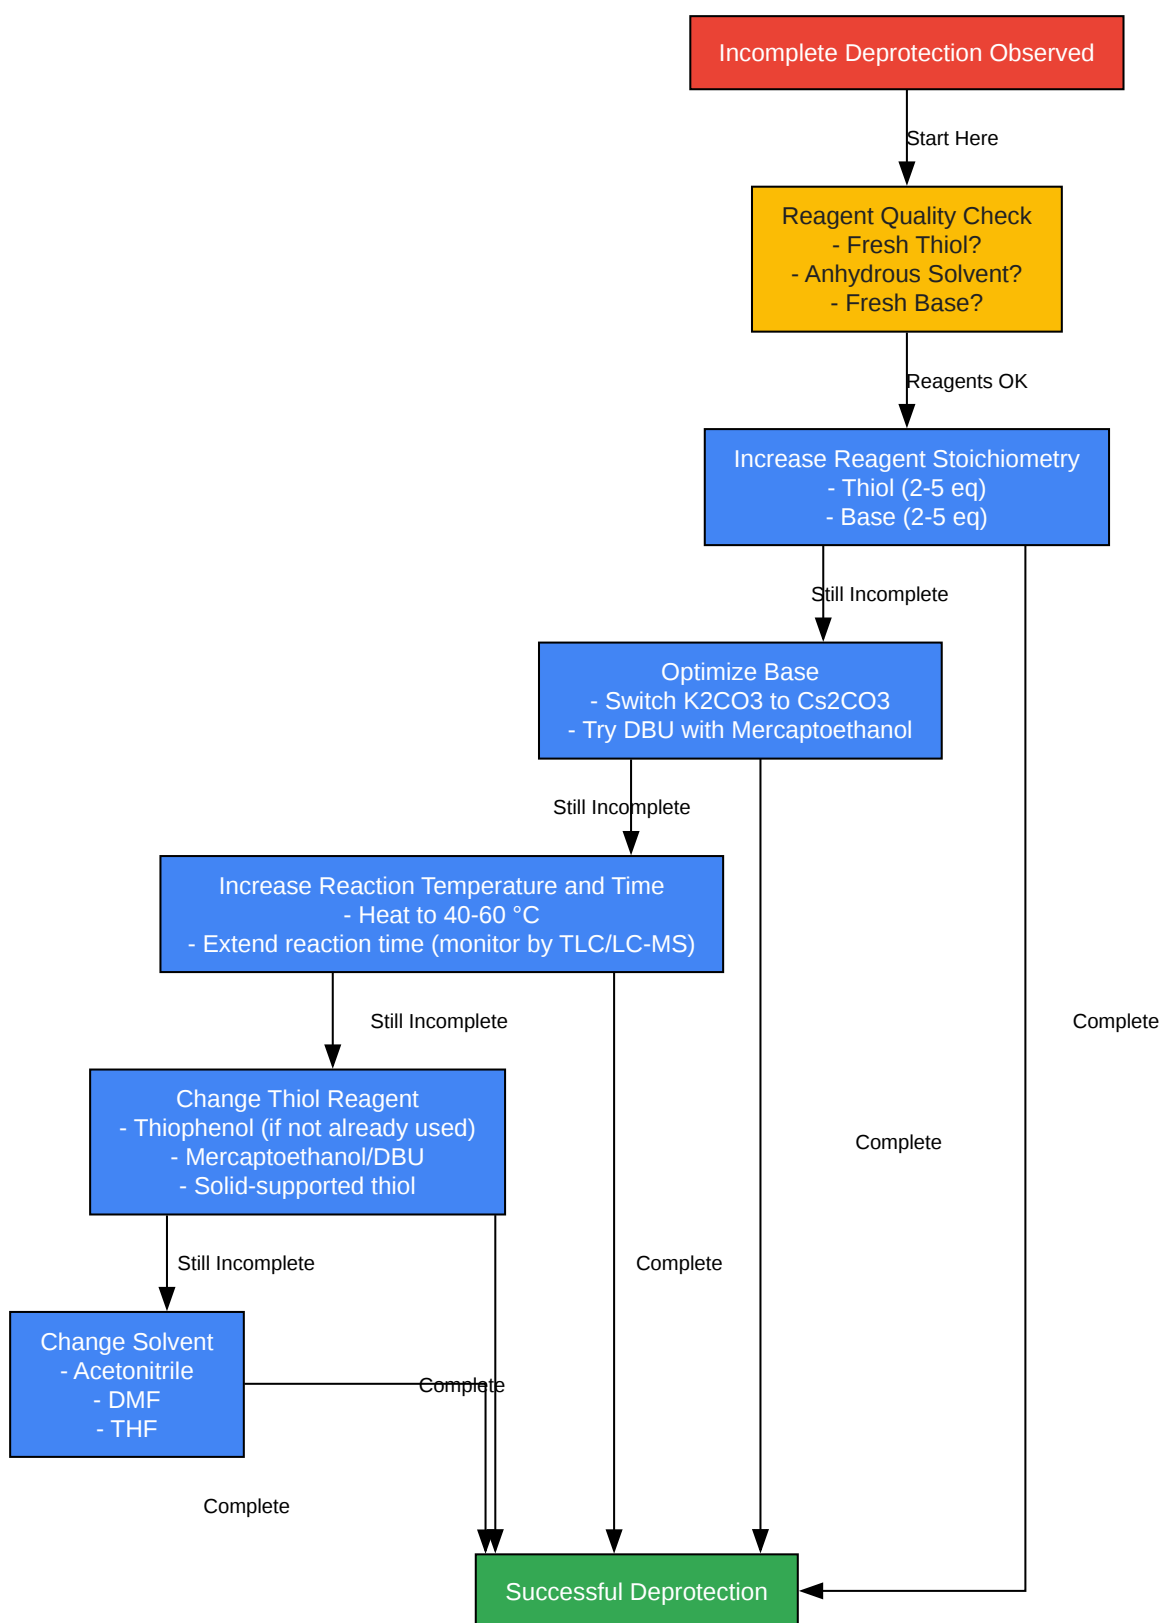 Incomplete Deprotection Observed
Start Here
Reagent Quality Check
- Fresh Thiol?
- Anhydrous Solvent?
- Fresh Base?
Reagents OK
Increase Reagent Stoichiometry
- Thiol (2-5 eq)
- Base (2-5 eq)
Still Incomplete
Optimize Base
- Switch K2CO3 to Cs2CO3
- Try DBU with Mercaptoethanol
Still Incomplete
Increase Reaction Temperature and Time
- Heat to 40-60 °C
- Extend reaction time (monitor by TLC/LC-MS)
Still Incomplete
Complete
Change Thiol Reagent
- Thiophenol (if not already used)
- Mercaptoethanol/DBU
- Solid-supported thiol
Complete
Still Incomplete
Complete
Change Solvent
- Acetonitrile
- DMF
- THF
Complete
Complete
Successful Deprotection